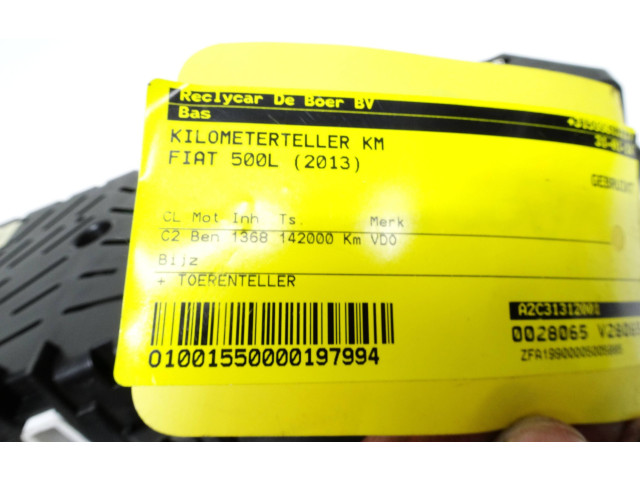 Reclycar De Boer BV
Bas
KILOMETERTELLER KM
FIAT 500L (2013)
GEBRUIKT
CL Mot Inh Ts. Merk
C2 Ben 1368 142000 Km VDO
Bijz
+ TOERENTELLER
01001550000197994
0028065